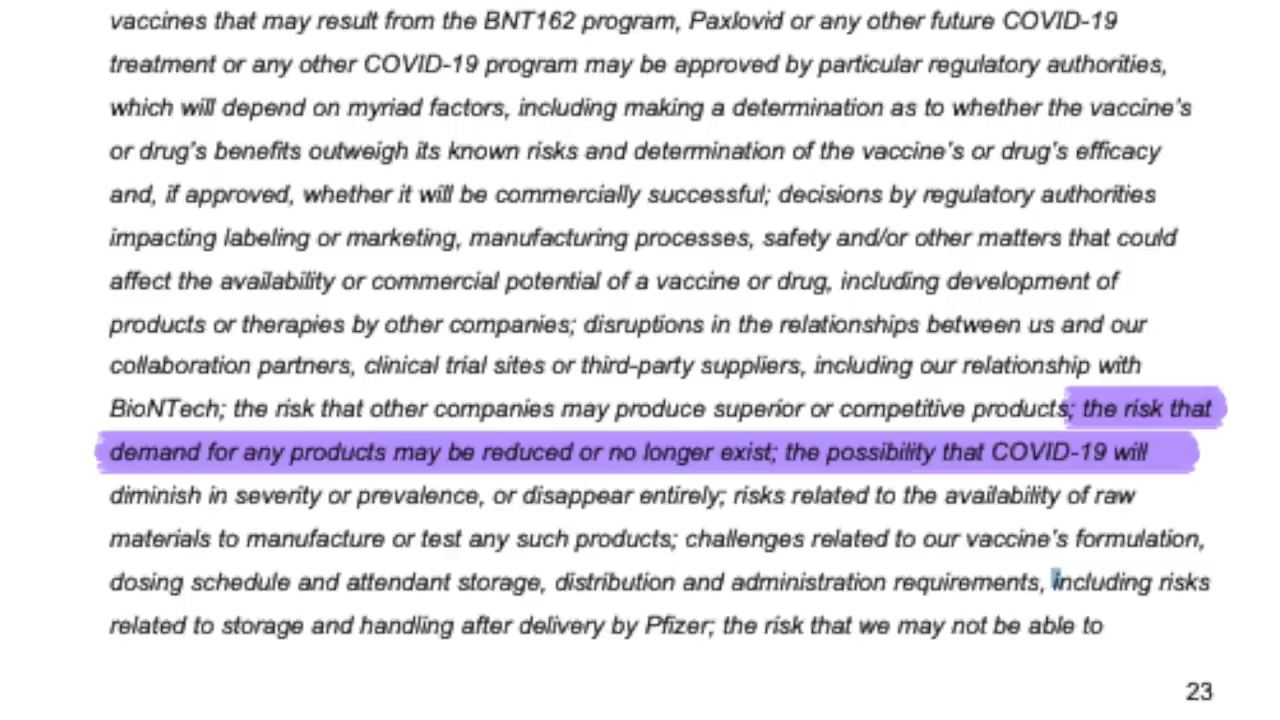 vaccines that may result from the BNT162 program, Paxlovid or any other future COVID-19
treatment or any other COVID-19 program may be approved by particular regulatory authorities,
which will depend on myriad factors, including making a determination as to whether the vaccine's
or drug's benefits outweigh its known risks and determination of the vaccine's or drug's efficacy
and, if approved, whether it will be commercially successful; decisions by regulatory authorities
impacting labeling or marketing, manufacturing processes, safety and/or other matters that could
affect the availability or commercial potential of a vaccine or drug, including development of
products or therapies by other companies; disruptions in the relationships between us and our
collaboration partners, clinical trial sites or third-party suppliers, including our relationship with
BioNTech; the risk that other companies may produce superior or competitive products; the risk that
demand for any products may be reduced or no longer exist; the possibility that COVID-19 will
diminish in severity or prevalence, or disappear entirely; risks related to the availability of raw
materials to manufacture or test any such products; challenges related to our vaccine's formulation,
dosing schedule and attendant storage, distribution and administration requirements, including risks
related to storage and handling after delivery by Pfizer; the risk that we may not be able to
23